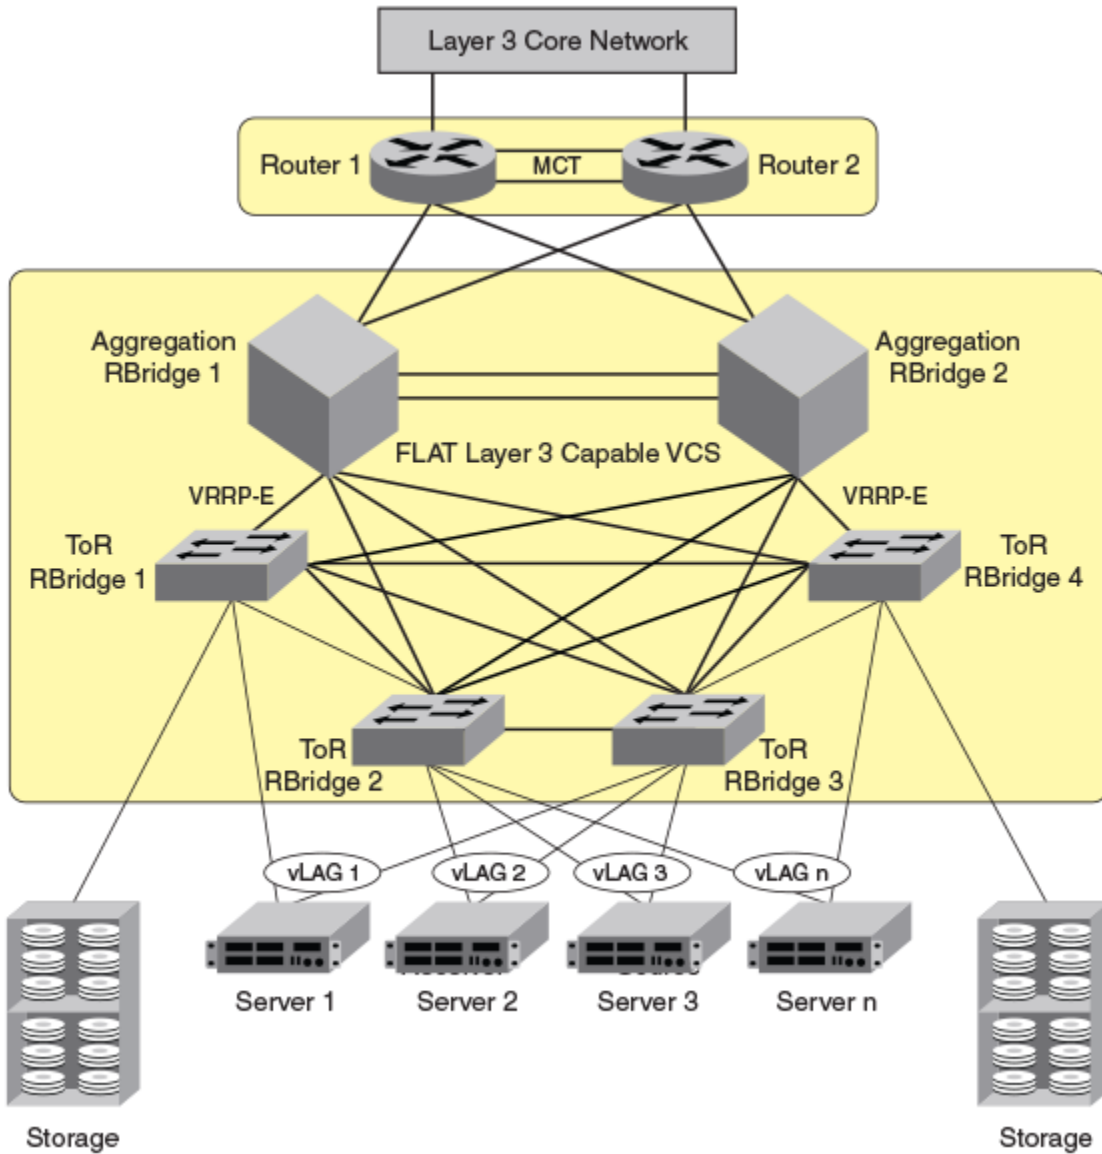 Layer 3 Core Network
Router 1
MCT
Router 2
Aggregation
RBridge 1
Aggregation
RBridge 2
FLAT Layer 3 Capable VCS
VRRP-E
VRRP-E
ToR
RBridge 1
ToR
RBridge 4
ToR
RBridge 2
ToR
RBridge 3
vLAG 1
vLAG 2
vLAG 3
vLAG n
Server 1
Server 2
Server 3
Server n
Storage
Storage